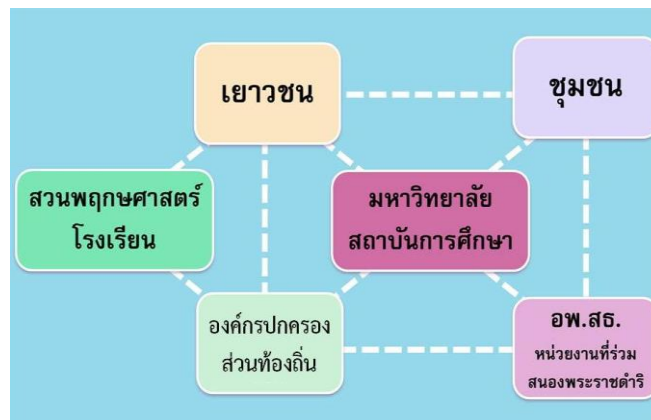 เยาวชน
ชุมชน
สวนพฤกษศาสตร์
โรงเรียน
มหาวิทยาลัย
สถาบันการศึกษา
องค์กรปกครอง
ส่วนท้องถิ่น
อพ.สธ.
หน่วยงานที่ร่วม
สนองพระราชดำริ